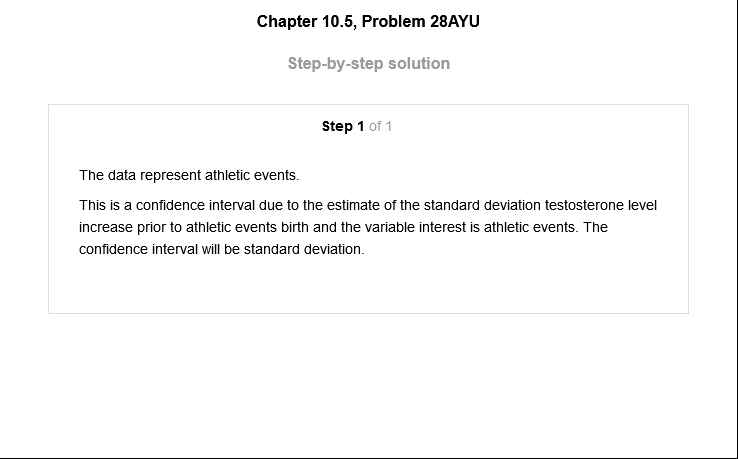 Chapter 10.5, Problem 28AYU
Step-by-step solution
Step 1 of 1
The data represent athletic events.
This is a confidence interval due to the estimate of the standard deviation testosterone level
increase prior to athletic events birth and the variable interest is athletic events. The
confidence interval will be standard deviation.